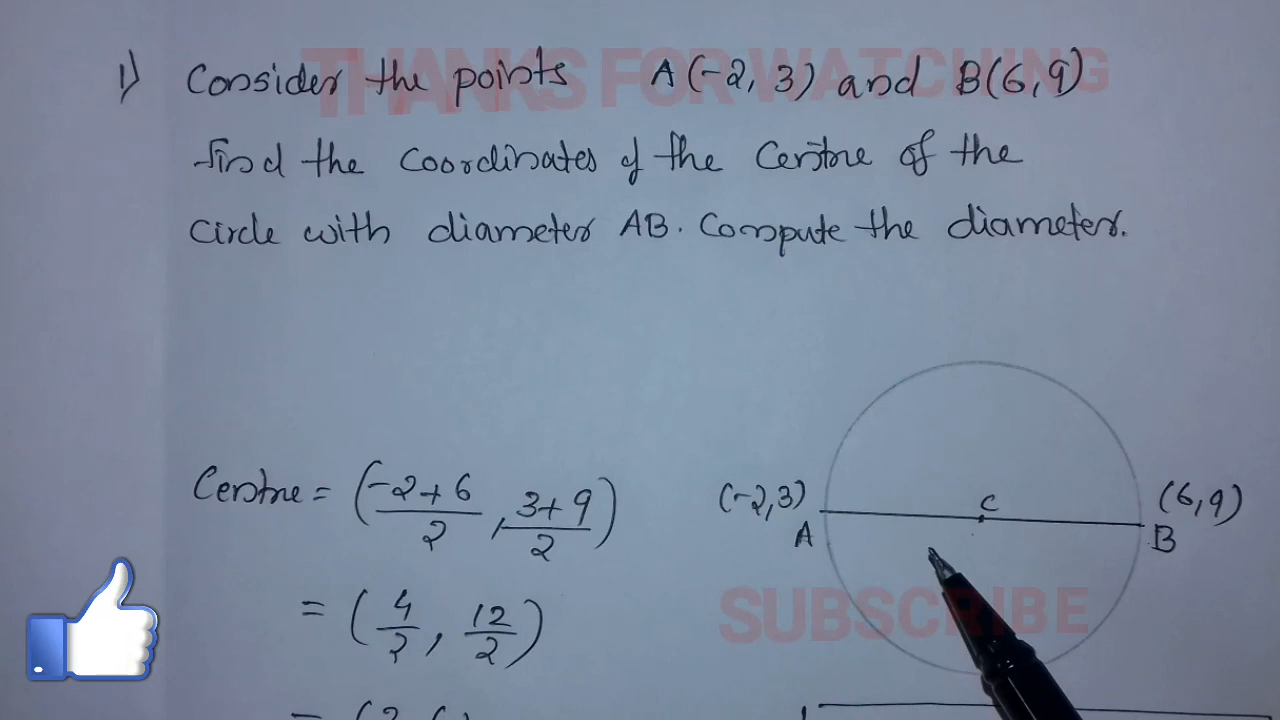 THANKS FOR WATCHING
1) Consider the points A(-2, 3) and B(6, 9)
find the coordinates of the centre of the
circle with diameter AB. Compute the diameter.
Centre = (-2+6/2, 3+9/2)
= (4/2, 12/2)
(-2,3)
A
C
(6,9)
B
SUBSCRIBE